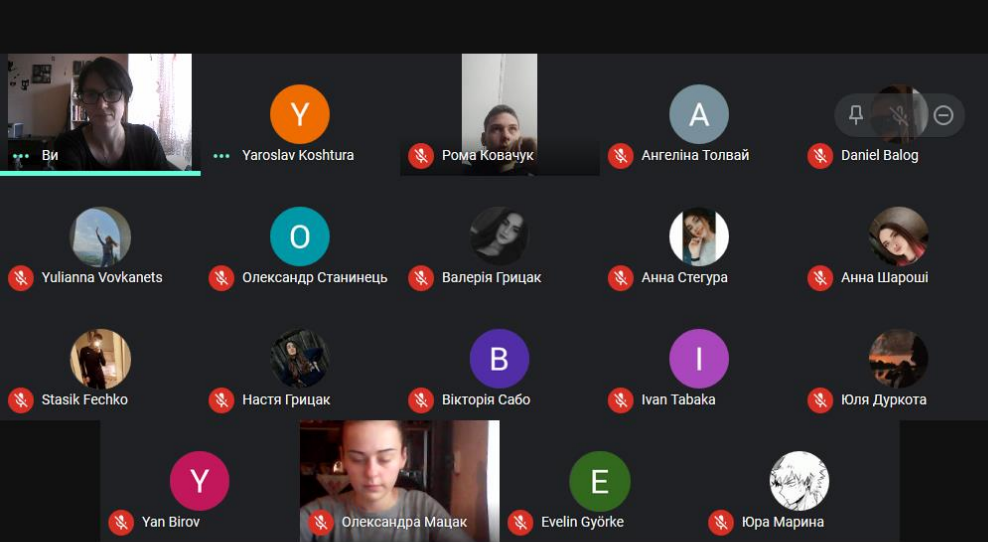 Ви
Y
Yaroslav Koshtura
Рома Ковачук
А
Ангеліна Толвай
Daniel Balog
Yulianna Vovkanets
О
Олександр Станинець
Валерія Грицак
Анна Стегура
Анна Шароші
Stasik Fechko
Настя Грицак
В
Вікторія Сабо
I
Ivan Tabaka
Юля Дуркота
Y
Yan Birov
Олександра Мацак
E
Evelin Györke
Юра Марина